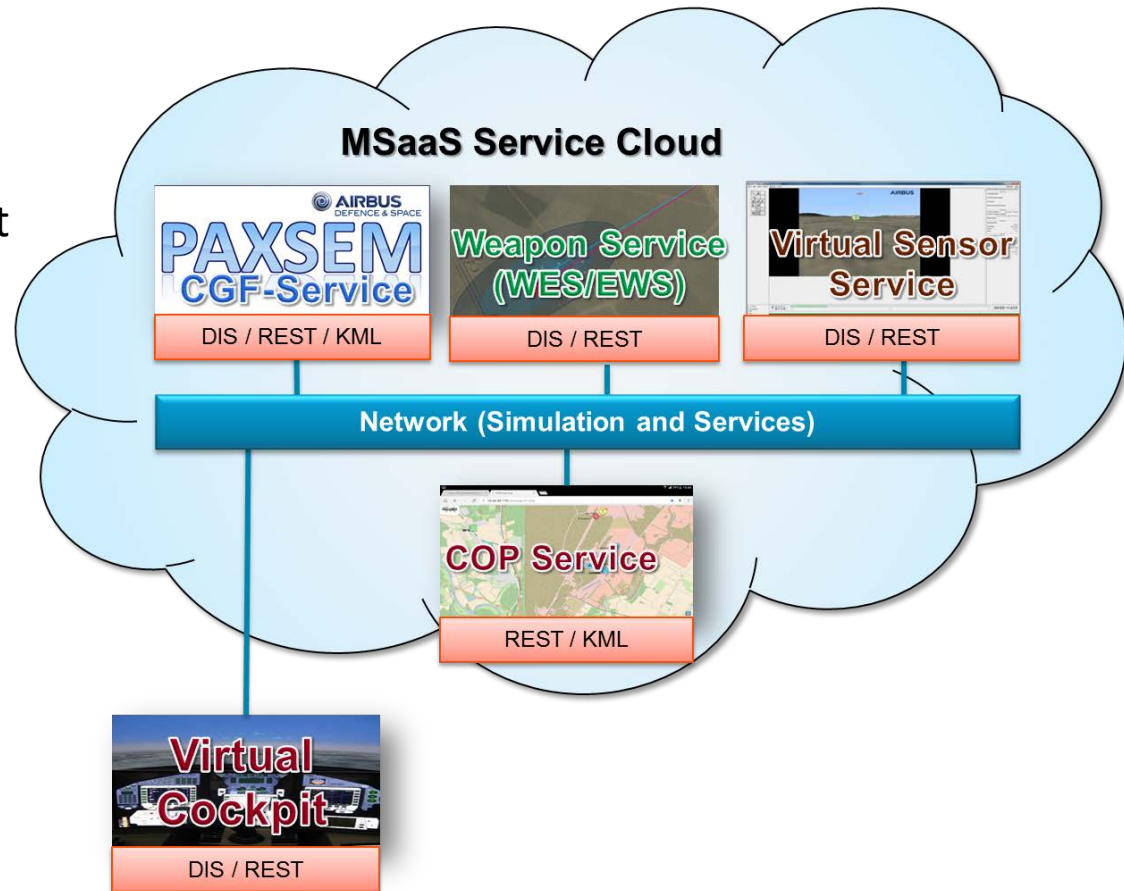 MSaaS Service Cloud
t
AIRBUS
DEFENCE & SPACE
PAXSEM
CGF-Service
DIS / REST / KML
Weapon Service
(WES/EWS)
DIS / REST
AIRBUS
Virtual Sensor
Service
DIS / REST
Network (Simulation and Services)
COP Service
REST / KML
Virtual
Cockpit
DIS / REST